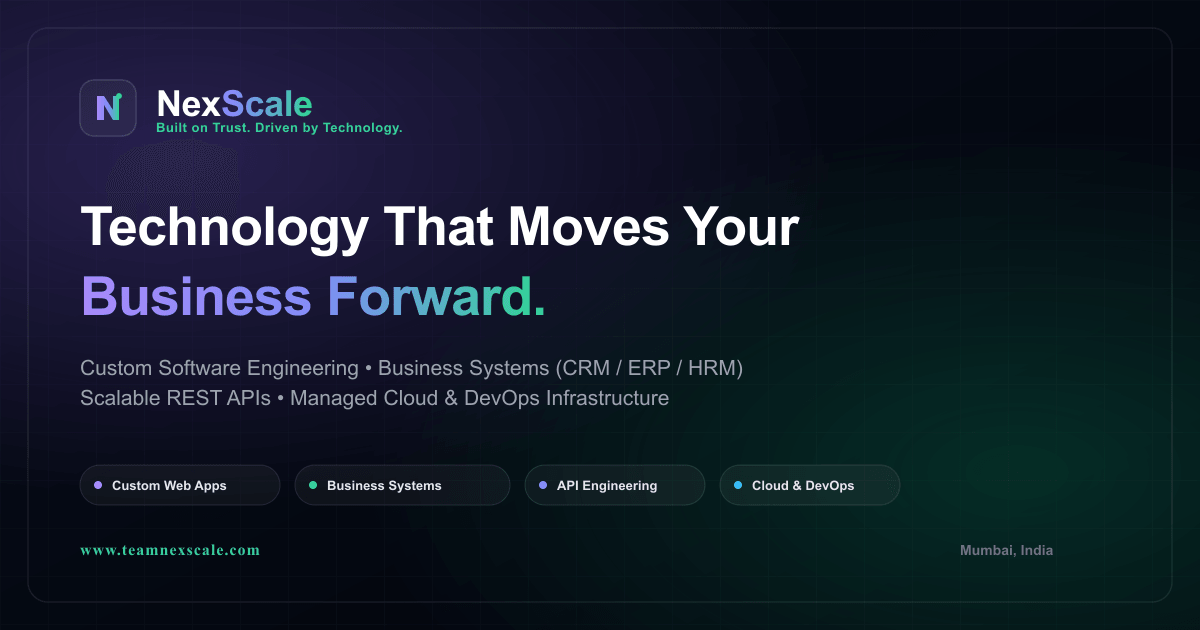 N
NexScale
Built on Trust. Driven by Technology.
Technology That Moves Your
Business Forward.
Custom Software Engineering • Business Systems (CRM / ERP / HRM)
Scalable REST APIs • Managed Cloud & DevOps Infrastructure
Custom Web Apps
Business Systems
API Engineering
Cloud & DevOps
www.teamnexscale.com
Mumbai, India